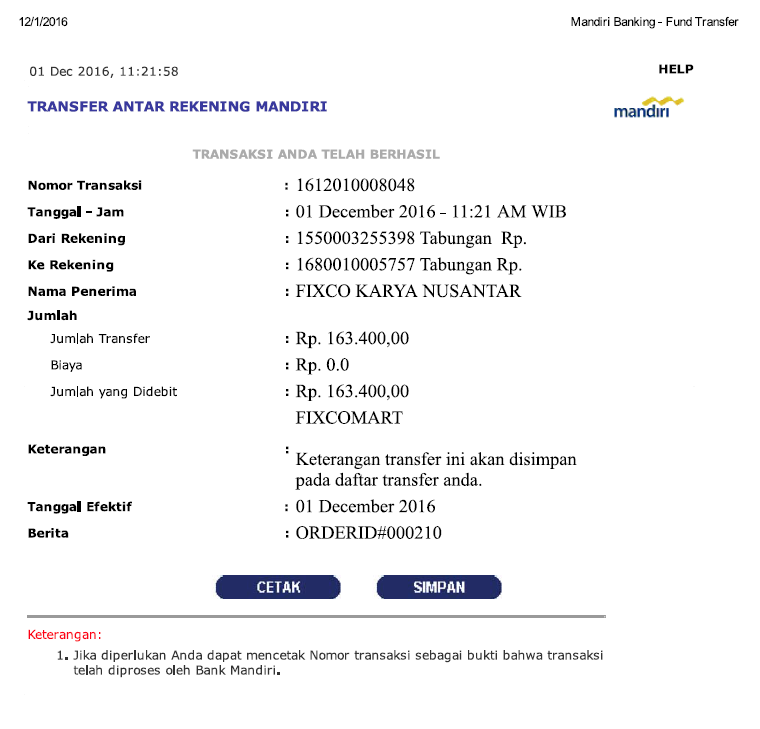 12/1/2016 Mandiri Banking - Fund Transfer
01 Dec 2016, 11:21:58 HELP
TRANSFER ANTAR REKENING MANDIRI mandiri
TRANSAKSI ANDA TELAH BERHASIL
Nomor Transaksi : 1612010008048
Tanggal - Jam : 01 December 2016 - 11:21 AM WIB
Dari Rekening : 1550003255398 Tabungan Rp.
Ke Rekening : 1680010005757 Tabungan Rp.
Nama Penerima : FIXCO KARYA NUSANTAR
Jumlah
Jumlah Transfer : Rp. 163.400,00
Biaya : Rp. 0.0
Jumlah yang Didebit : Rp. 163.400,00
FIXCOMART
Keterangan :
Keterangan transfer ini akan disimpan
pada daftar transfer anda.
Tanggal Efektif : 01 December 2016
Berita : ORDERID#000210
CETAK SIMPAN
Keterangan:
1. Jika diperlukan Anda dapat mencetak Nomor transaksi sebagai bukti bahwa transaksi
telah diproses oleh Bank Mandiri.